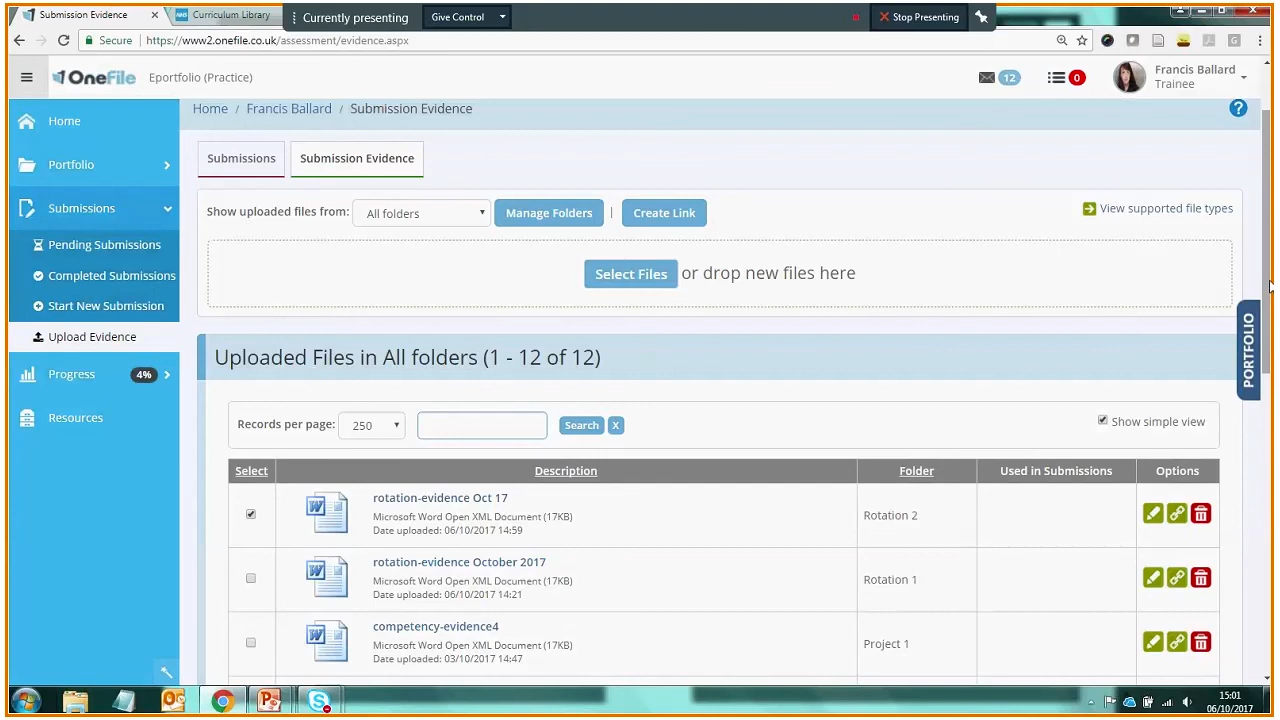 Submission Evidence
NHS Curriculum Library
Currently presenting
Give Control
Stop Presenting
Secure
https://www2.onefile.co.uk/assessment/evidence.aspx
OneFile
Eportfolio (Practice)
12
0
Francis Ballard
Trainee
Home
Portfolio
Submissions
Pending Submissions
Completed Submissions
Start New Submission
Upload Evidence
Progress 4%
Resources
Home / Francis Ballard / Submission Evidence
?
Submissions
Submission Evidence
Show uploaded files from: All folders Manage Folders | Create Link
View supported file types
Select Files or drop new files here
PORTFOLIO
Uploaded Files in All folders (1 - 12 of 12)
Records per page: 250 Search X
Show simple view
Select Description Folder Used in Submissions Options
rotation-evidence Oct 17
Microsoft Word Open XML Document (17KB)
Date uploaded: 06/10/2017 14:59
Rotation 2
rotation-evidence October 2017
Microsoft Word Open XML Document (17KB)
Date uploaded: 06/10/2017 14:21
Rotation 1
competency-evidence4
Microsoft Word Open XML Document (17KB)
Date uploaded: 03/10/2017 14:47
Project 1
15:01
06/10/2017